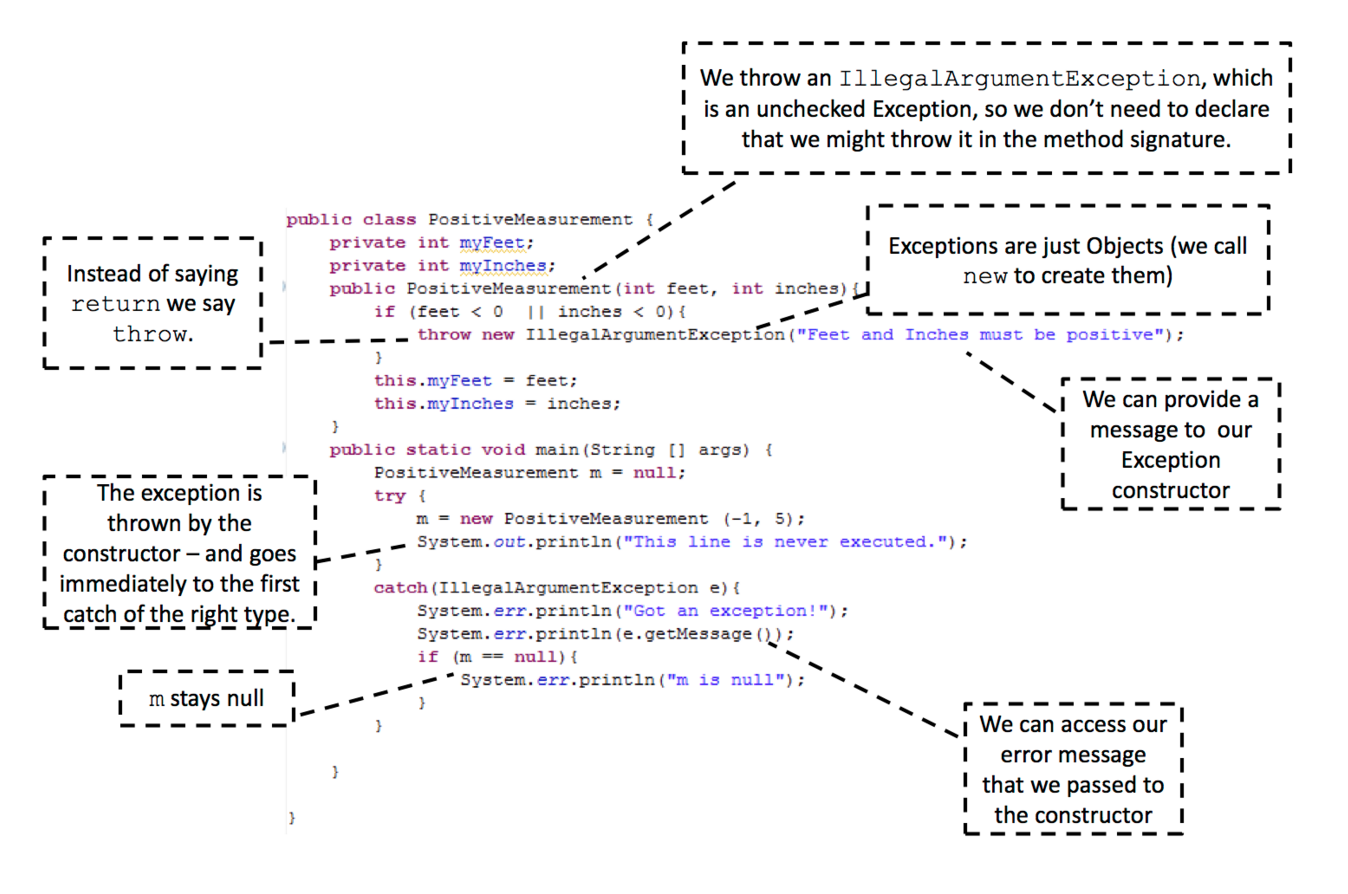 We throw an IllegalArgumentException, which
is an unchecked Exception, so we don't need to declare
that we might throw it in the method signature.
Exceptions are just Objects (we call
new to create them)
Instead of saying
return we say
throw.
public class PositiveMeasurement {
private int myFeet;
private int myInches;
public PositiveMeasurement(int feet, int inches){
if (feet < 0  || inches < 0){
throw new IllegalArgumentException("Feet and Inches must be positive");
}
this.myFeet = feet;
this.myInches = inches;
}
public static void main(String [] args) {
PositiveMeasurement m = null;
try {
m = new PositiveMeasurement (-1, 5);
System.out.println("This line is never executed.");
}
catch(IllegalArgumentException e){
System.err.println("Got an exception!");
System.err.println(e.getMessage());
if (m == null){
System.err.println("m is null");
}
}
}
}
We can provide a
message to  our
Exception
constructor
The exception is
thrown by the
constructor – and goes
immediately to the first
catch of the right type.
m stays null
We can access our
error message
that we passed to
the constructor